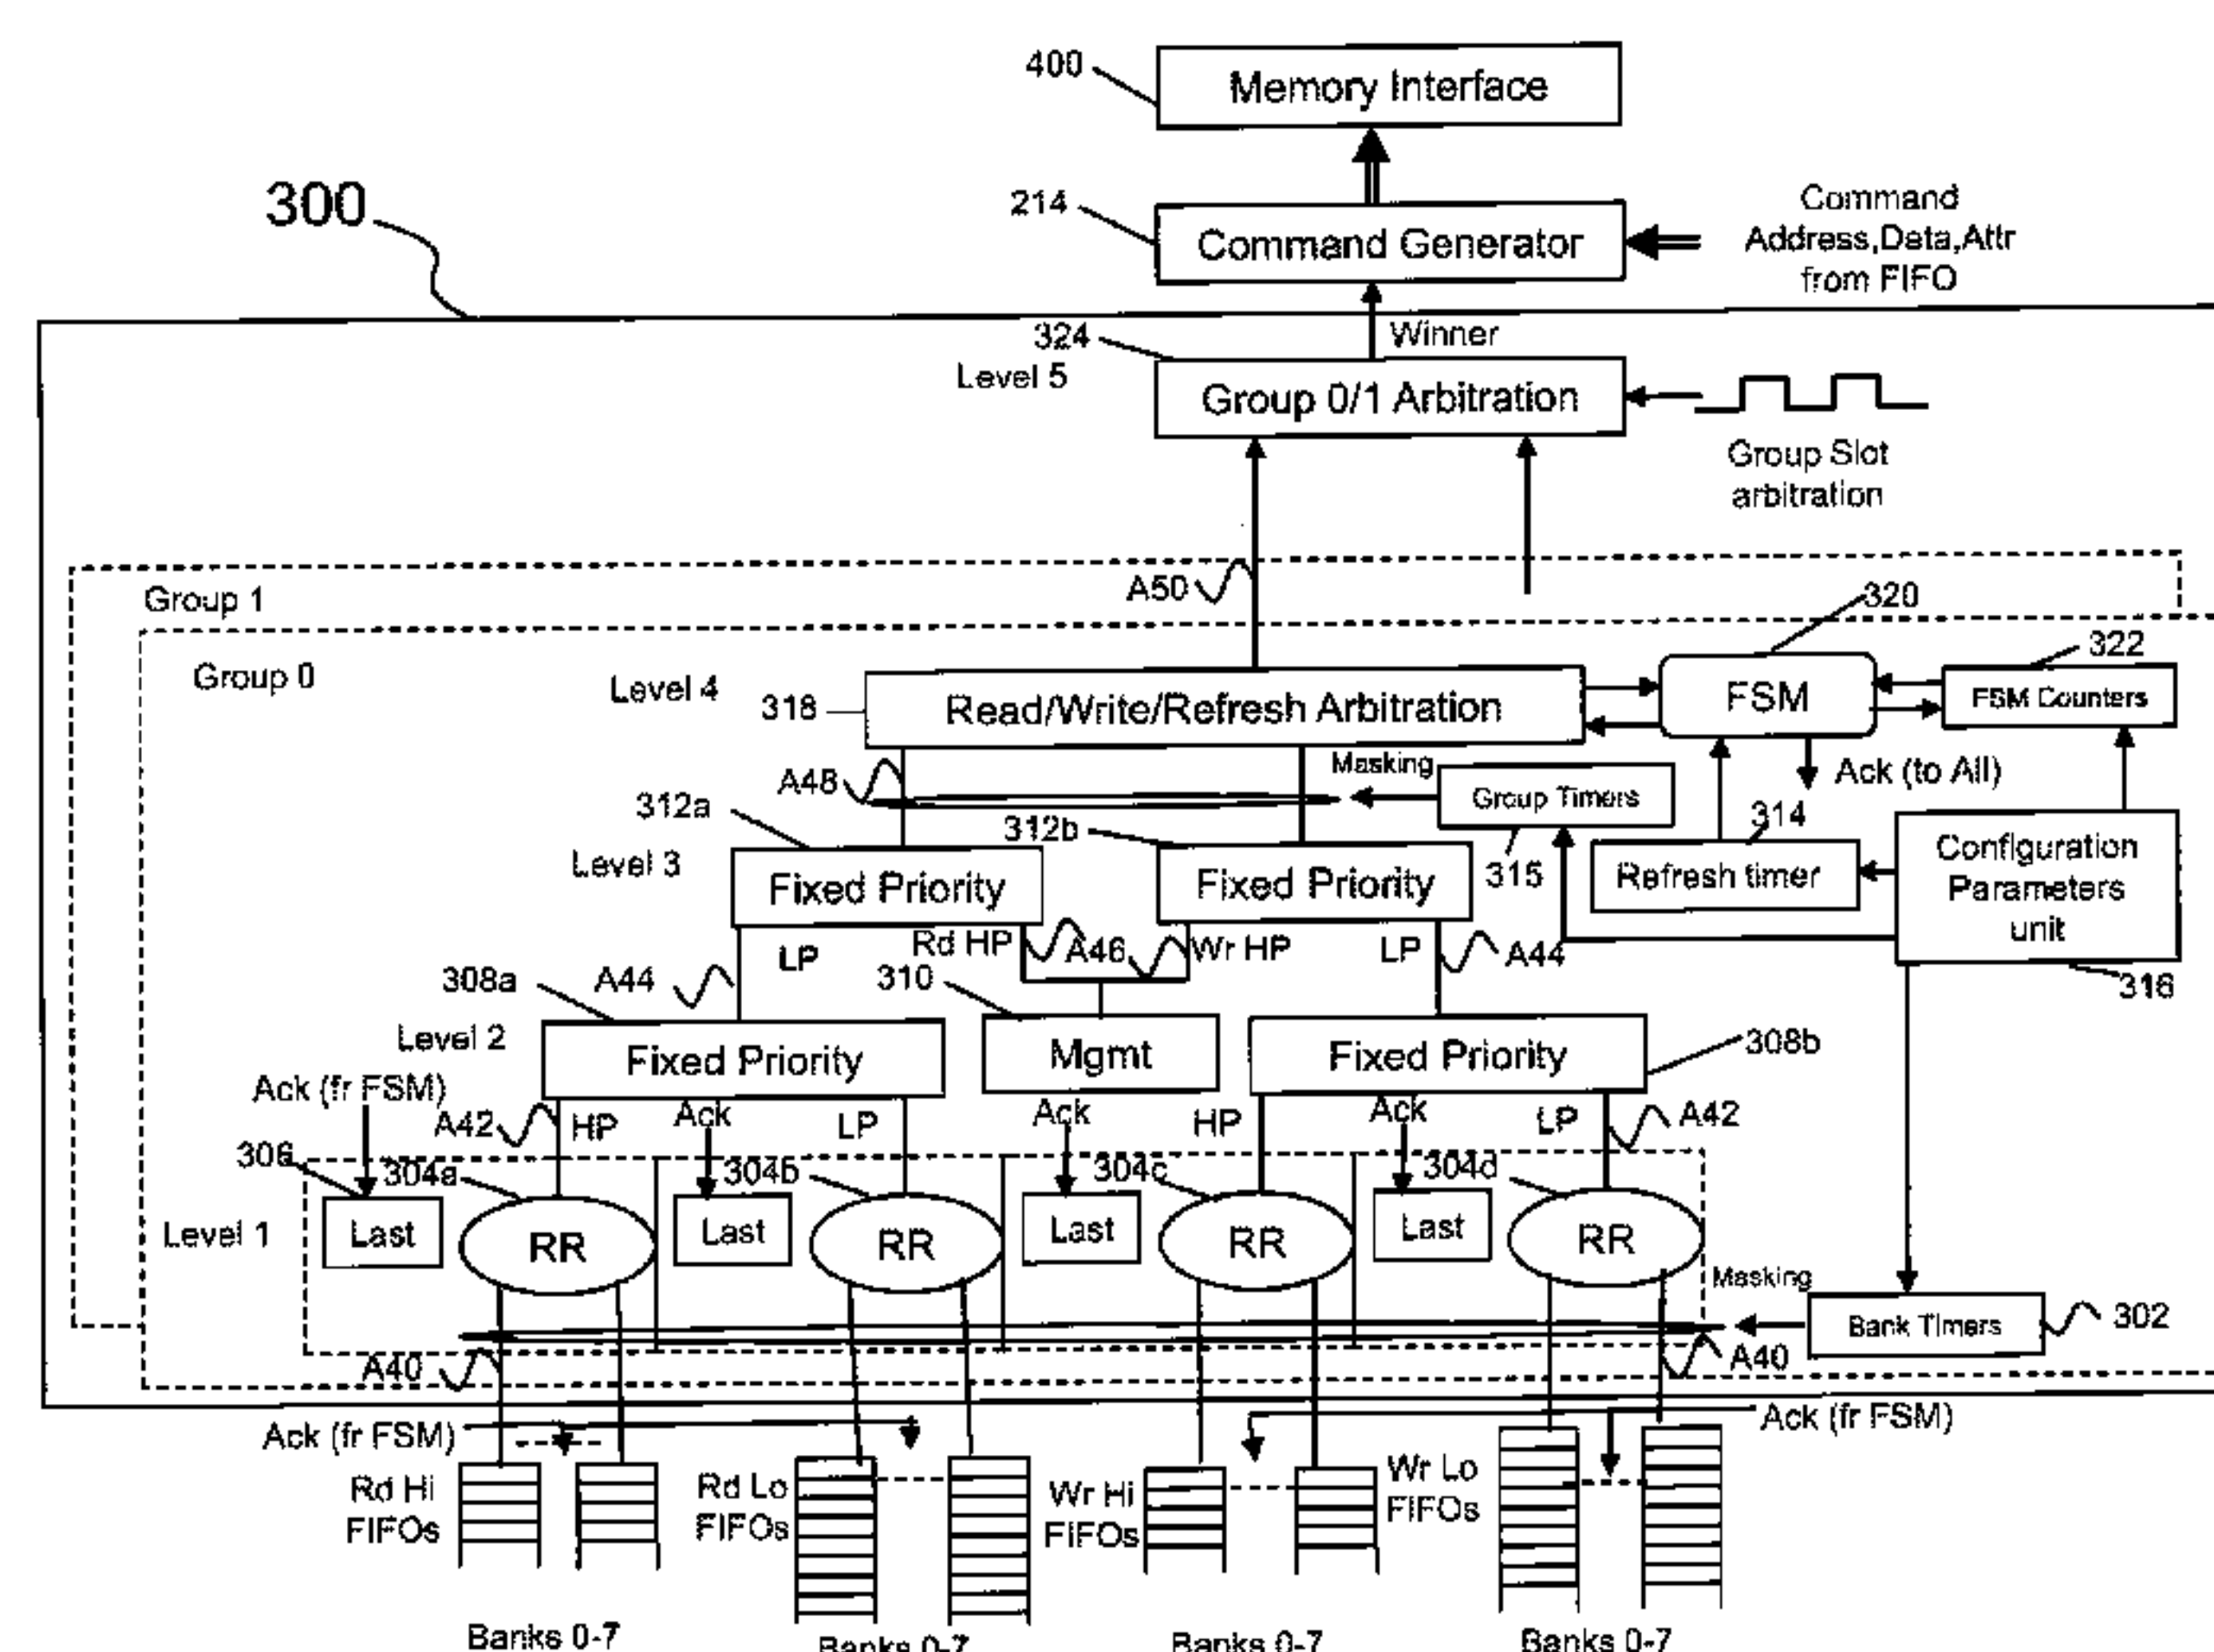 400
Memory Interface
300
214
Command Generator
Command
Address,Data,Attr
from FIFO
324
Winner
Level 5
Group 0/1 Arbitration
Group Slot
arbitration
A50
Group 1
320
322
Group 0
Level 4
318
Read/Write/Refresh Arbitration
FSM
FSM Counters
A48
Masking
Group Timers
Ack (to All)
312a
312b
314
Level 3
Fixed Priority
Fixed Priority
315
Refresh timer
Configuration
Parameters
unit
316
LP
Rd HP
A46
Wr HP
LP
A44
308a
A44
310
Level 2
Fixed Priority
Mgmt
Fixed Priority
308b
Ack (fr FSM)
A42
HP
Ack
LP
Ack
HP
Ack
LP
A42
306
304a
304b
304c
304d
Level 1
Last
RR
Last
RR
Last
RR
Last
RR
Masking
Bank Timers
302
A40
A40
Ack (fr FSM)
Ack (fr FSM)
Rd Hi
FIFOs
Rd Lo
FIFOs
Wr Hi
FIFOs
Wr Lo
FIFOs
Banks 0-7
Banks 0-7
Banks 0-7
Banks 0-7